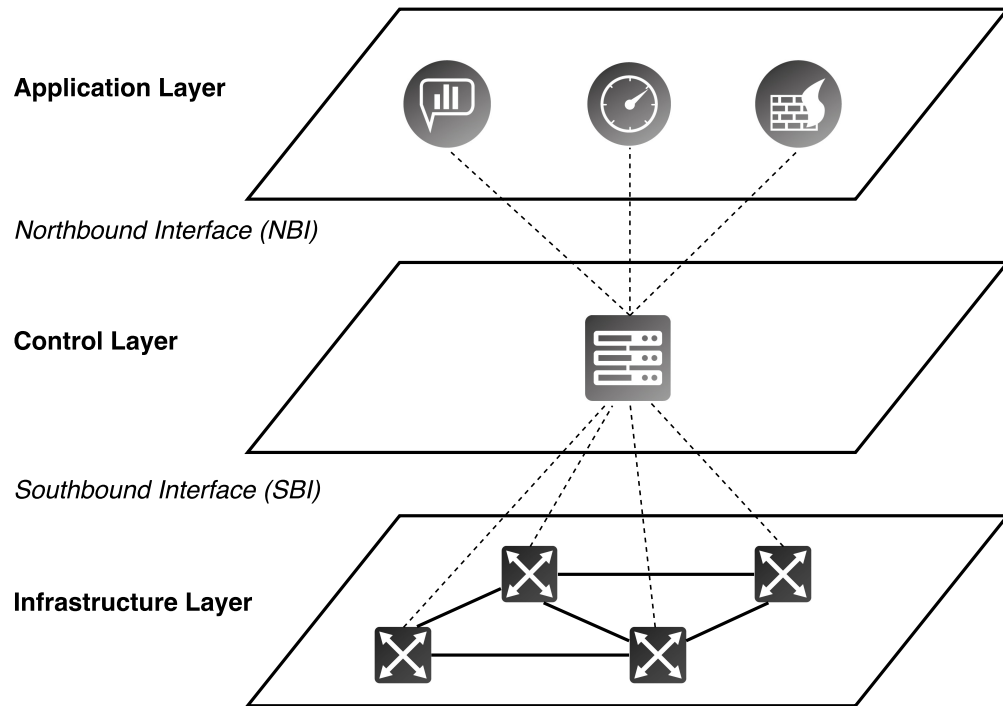 Application Layer
Northbound Interface (NBI)
Control Layer
Southbound Interface (SBI)
Infrastructure Layer